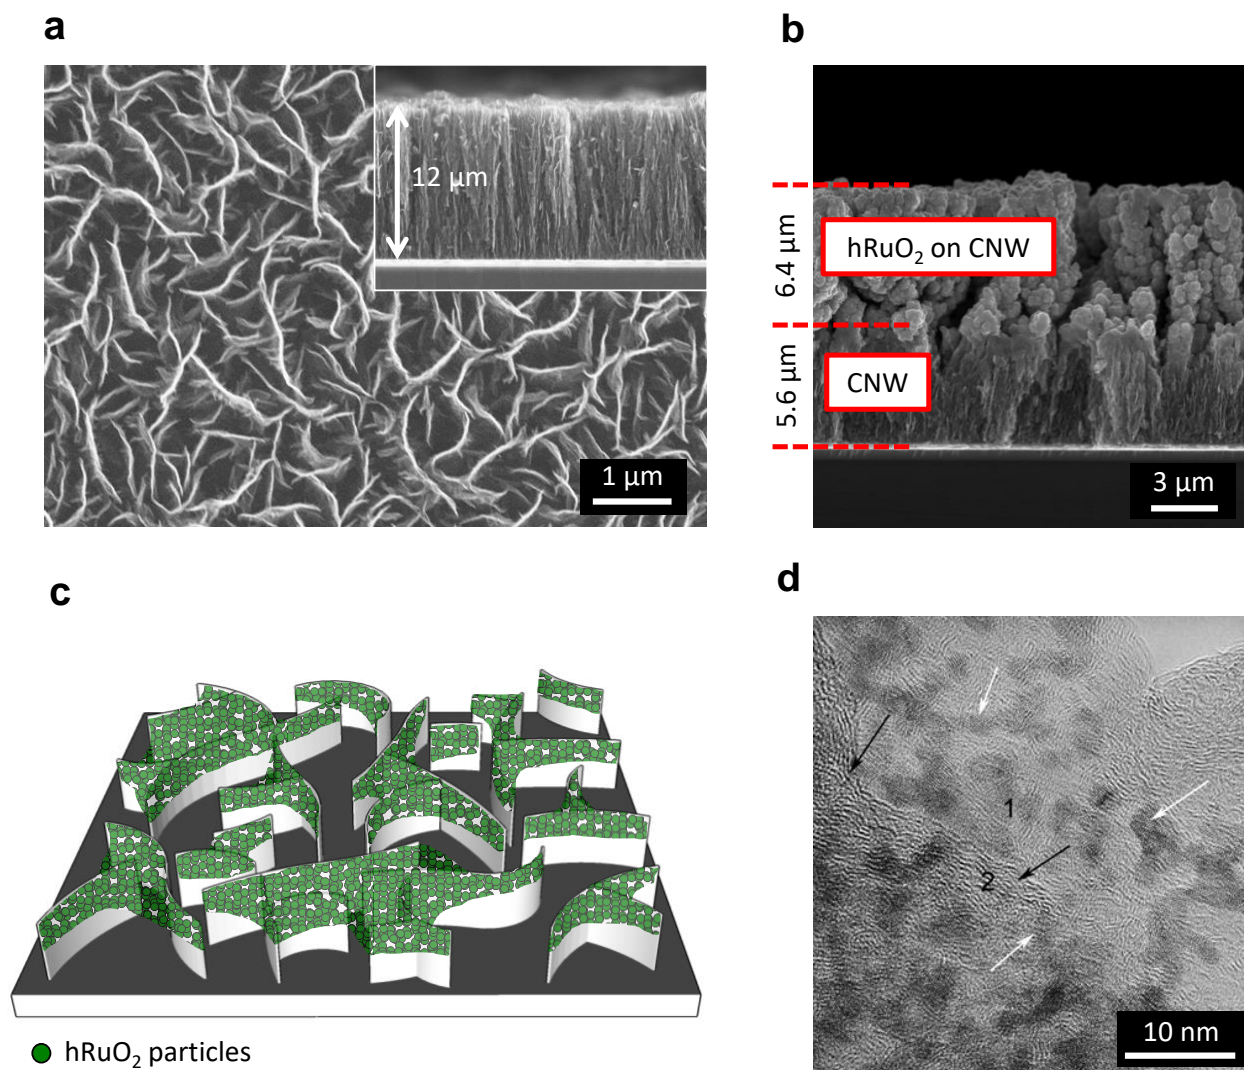 a
12 µm
1 µm
b
6.4 µm
hRuO₂ on CNW
5.6 µm
CNW
3 µm
c
hRuO₂ particles
d
1
2
10 nm